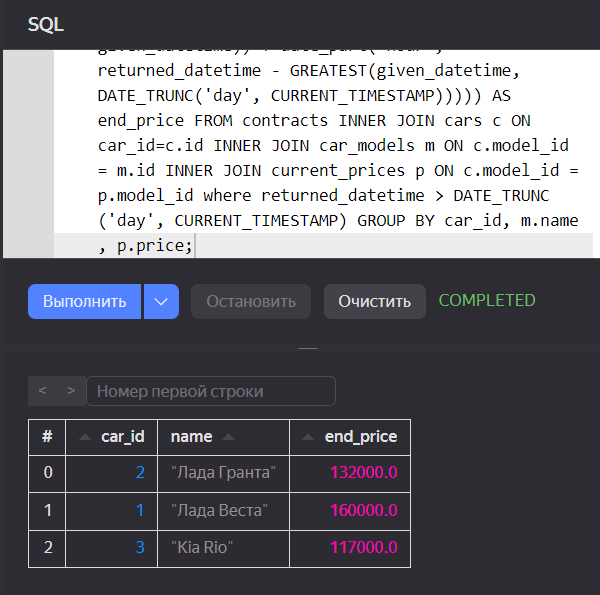 SQL
returned_datetime - GREATEST(given_datetime,
DATE_TRUNC('day', CURRENT_TIMESTAMP))))) AS
end_price FROM contracts INNER JOIN cars c ON
car_id=c.id INNER JOIN car_models m ON c.model_id
= m.id INNER JOIN current_prices p ON c.model_id =
p.model_id where returned_datetime > DATE_TRUNC
('day', CURRENT_TIMESTAMP) GROUP BY car_id, m.name
, p.price;
Выполнить Остановить Очистить COMPLETED
< > Номер первой строки
# car_id name end_price
0 2 "Лада Гранта" 132000.0
1 1 "Лада Веста" 160000.0
2 3 "Kia Rio" 117000.0